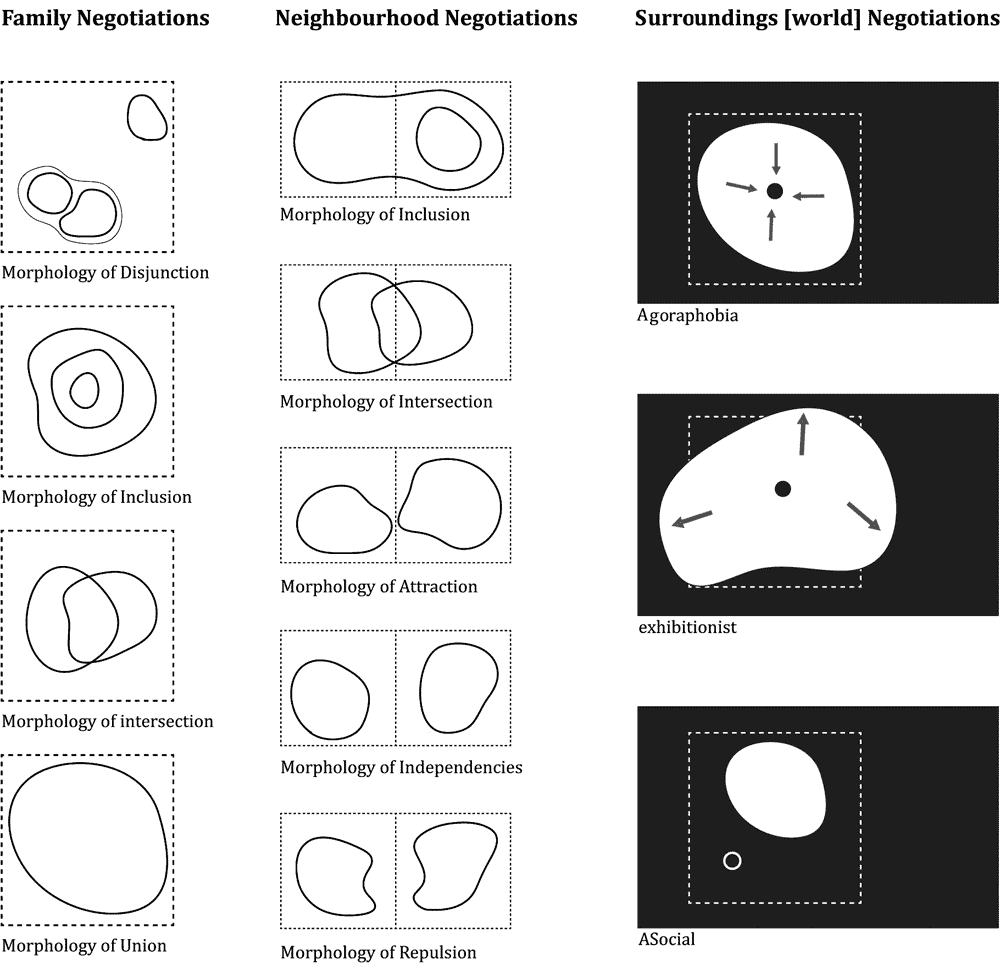 Family Negotiations
Morphology of Disjunction
Morphology of Inclusion
Morphology of intersection
Morphology of Union
Neighbourhood Negotiations
Morphology of Inclusion
Morphology of Intersection
Morphology of Attraction
Morphology of Independencies
Morphology of Repulsion
Surroundings [world] Negotiations
Agoraphobia
exhibitionist
ASocial